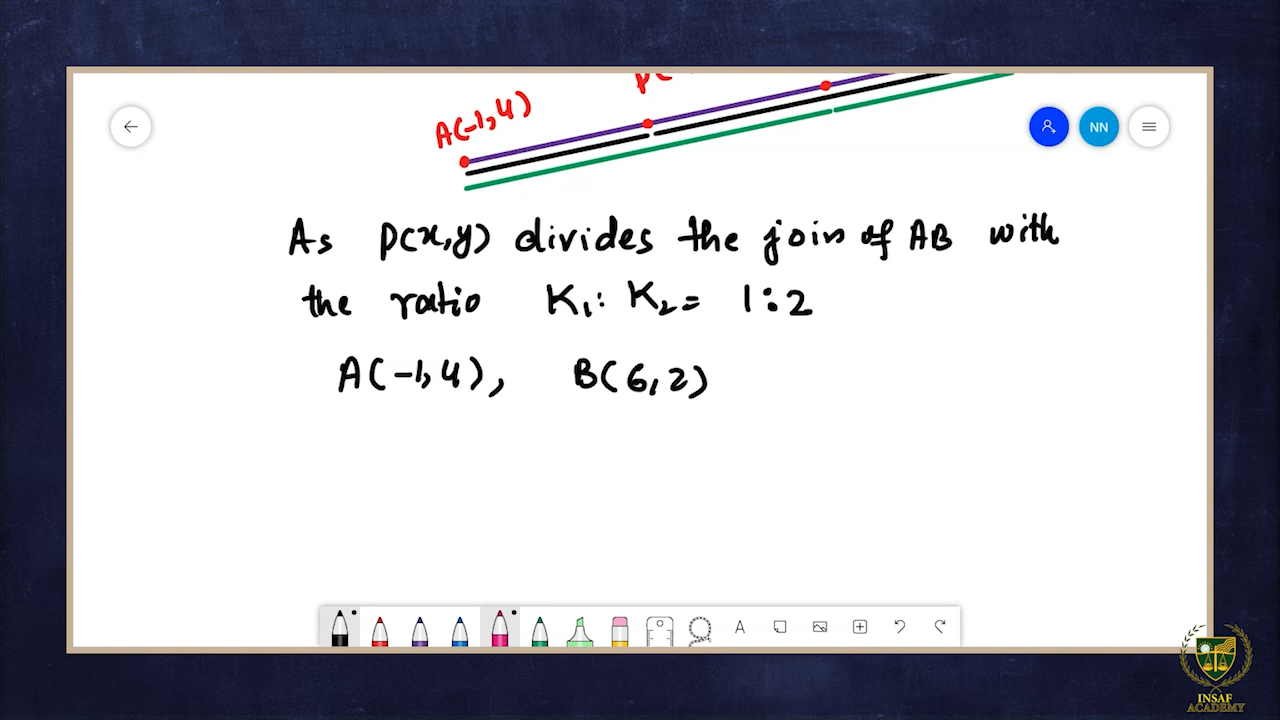 P(
A(-1,4)
NN
As P(x,y) divides the join of AB with
the ratio K₁ : K₂ = 1:2
A(-1,4), B(6,2)
A
INSAF
ACADEMY